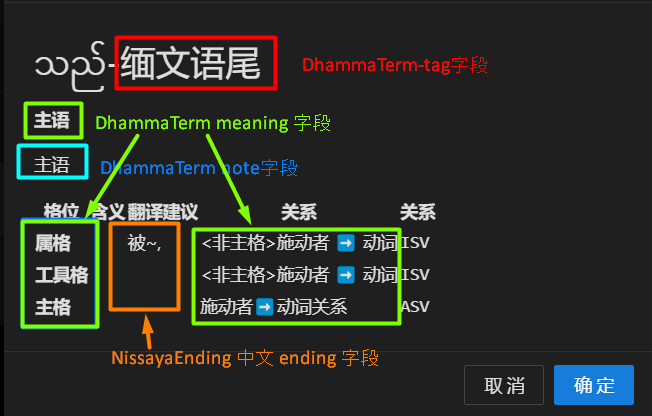 သည်-缅文语尾 DhammaTerm-tag字段
主语 DhammaTerm meaning 字段
主语 DhammaTerm note字段
格位 含义 翻译建议 关系 关系
属格 被~, <非主格>施动者 ➡ 动词 ISV
工具格 <非主格>施动者 ➡ 动词 ISV
主格 施动者➡动词关系 ASV
NissayaEnding 中文 ending 字段
取消 确定